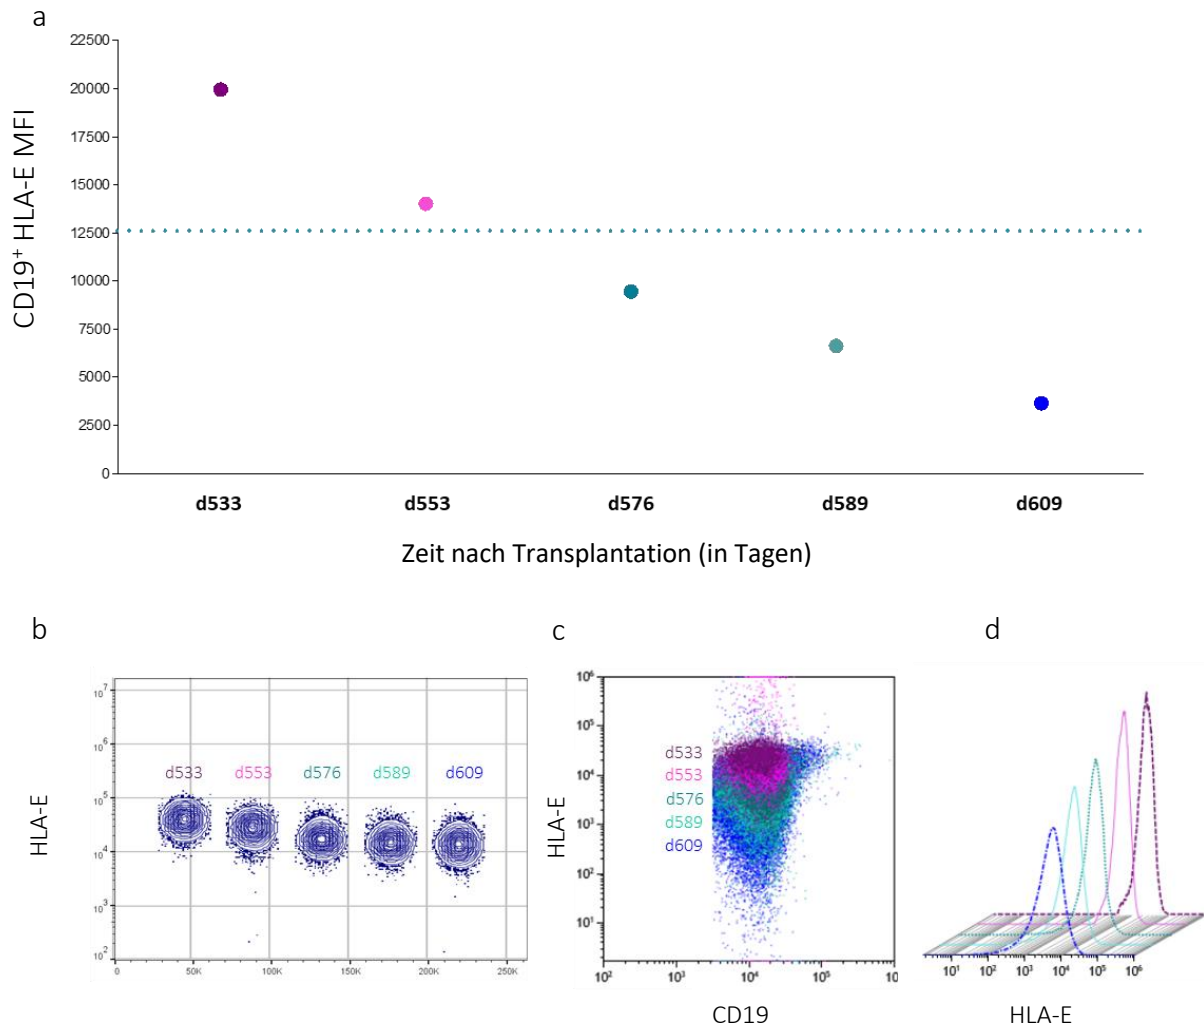 a
22500
20000
17500
15000
12500
10000
7500
5000
2500
0
CD19⁺ HLA-E MFI
d533 d553 d576 d589 d609
Zeit nach Transplantation (in Tagen)
b
10⁷
10⁶
10⁵
10⁴
10³
10²
HLA-E
d533 d553 d576 d589 d609
0 50K 100K 150K 200K 250K
c
10⁶
10⁵
10⁴
10³
10²
10¹
HLA-E
d533
d553
d576
d589
d609
10² 10³ 10⁴ 10⁵
CD19
d
10¹ 10² 10³ 10⁴ 10⁵ 10⁶
HLA-E